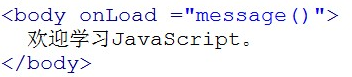 <body onLoad ="message()">
欢迎学习JavaScript。
</body>